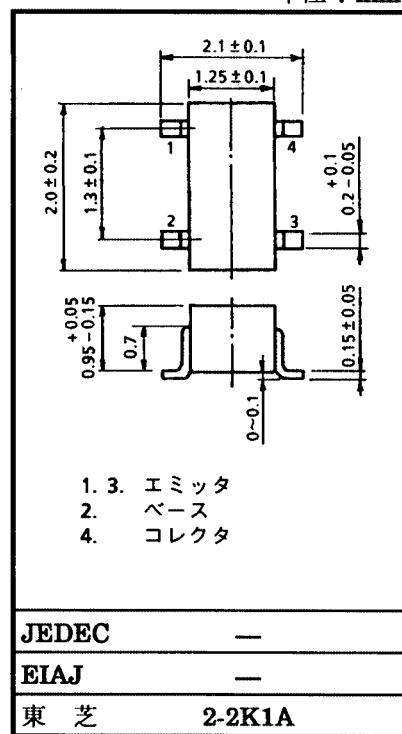 2.1±0.1
1.25±0.1
1
4
2
3
2.0±0.2
1.3±0.1
+0.1
0.2-0.05
+0.05
0.95-0.15
0.7
0.15±0.05
0~0.1
1. 3. エミッタ
2. ベース
4. コレクタ
JEDEC —
EIAJ —
東 芝 2-2K1A